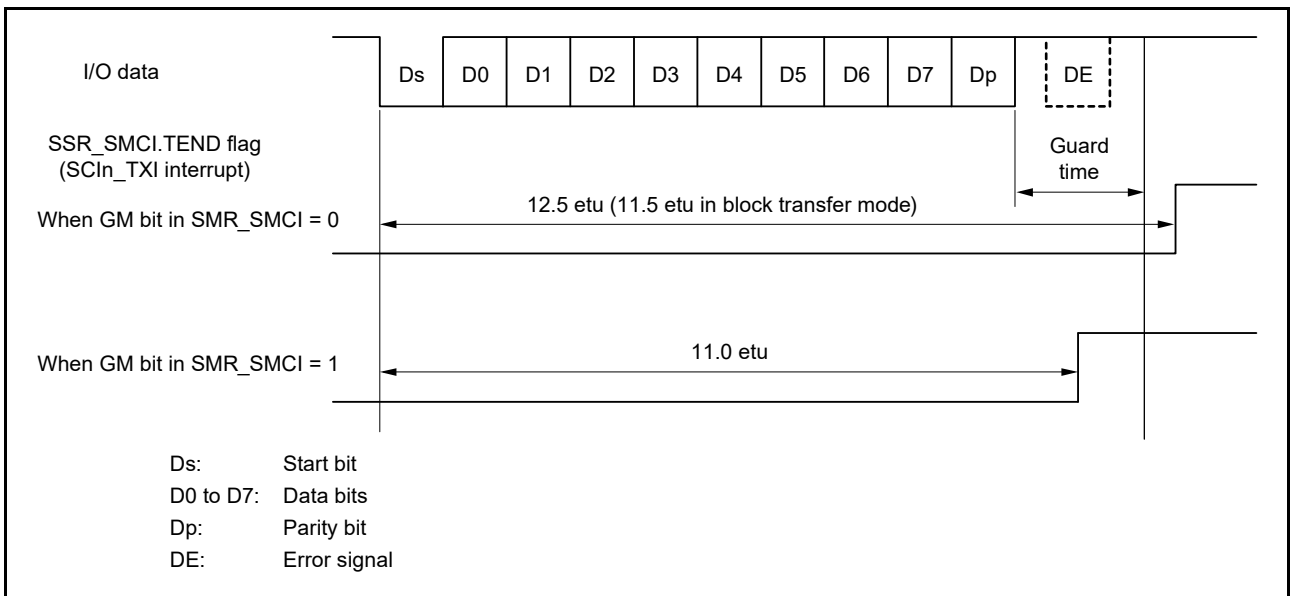 I/O data
Ds D0 D1 D2 D3 D4 D5 D6 D7 Dp DE
SSR_SMCI.TEND flag
(SCIn_TXI interrupt)
Guard
time
When GM bit in SMR_SMCI = 0
12.5 etu (11.5 etu in block transfer mode)
When GM bit in SMR_SMCI = 1
11.0 etu
Ds: Start bit
D0 to D7: Data bits
Dp: Parity bit
DE: Error signal